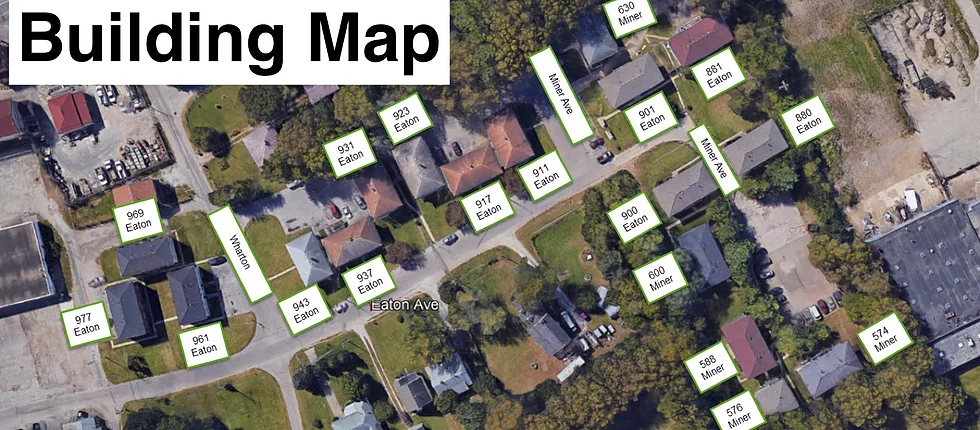 Building Map
630
Miner
881
Eaton
Miner Ave
901
Eaton
880
Eaton
923
Eaton
931
Eaton
Miner Ave
911
Eaton
917
Eaton
900
Eaton
969
Eaton
Wharton
600
Miner
937
Eaton
943
Eaton
Eaton Ave
977
Eaton
961
Eaton
574
Miner
588
Miner
576
Miner